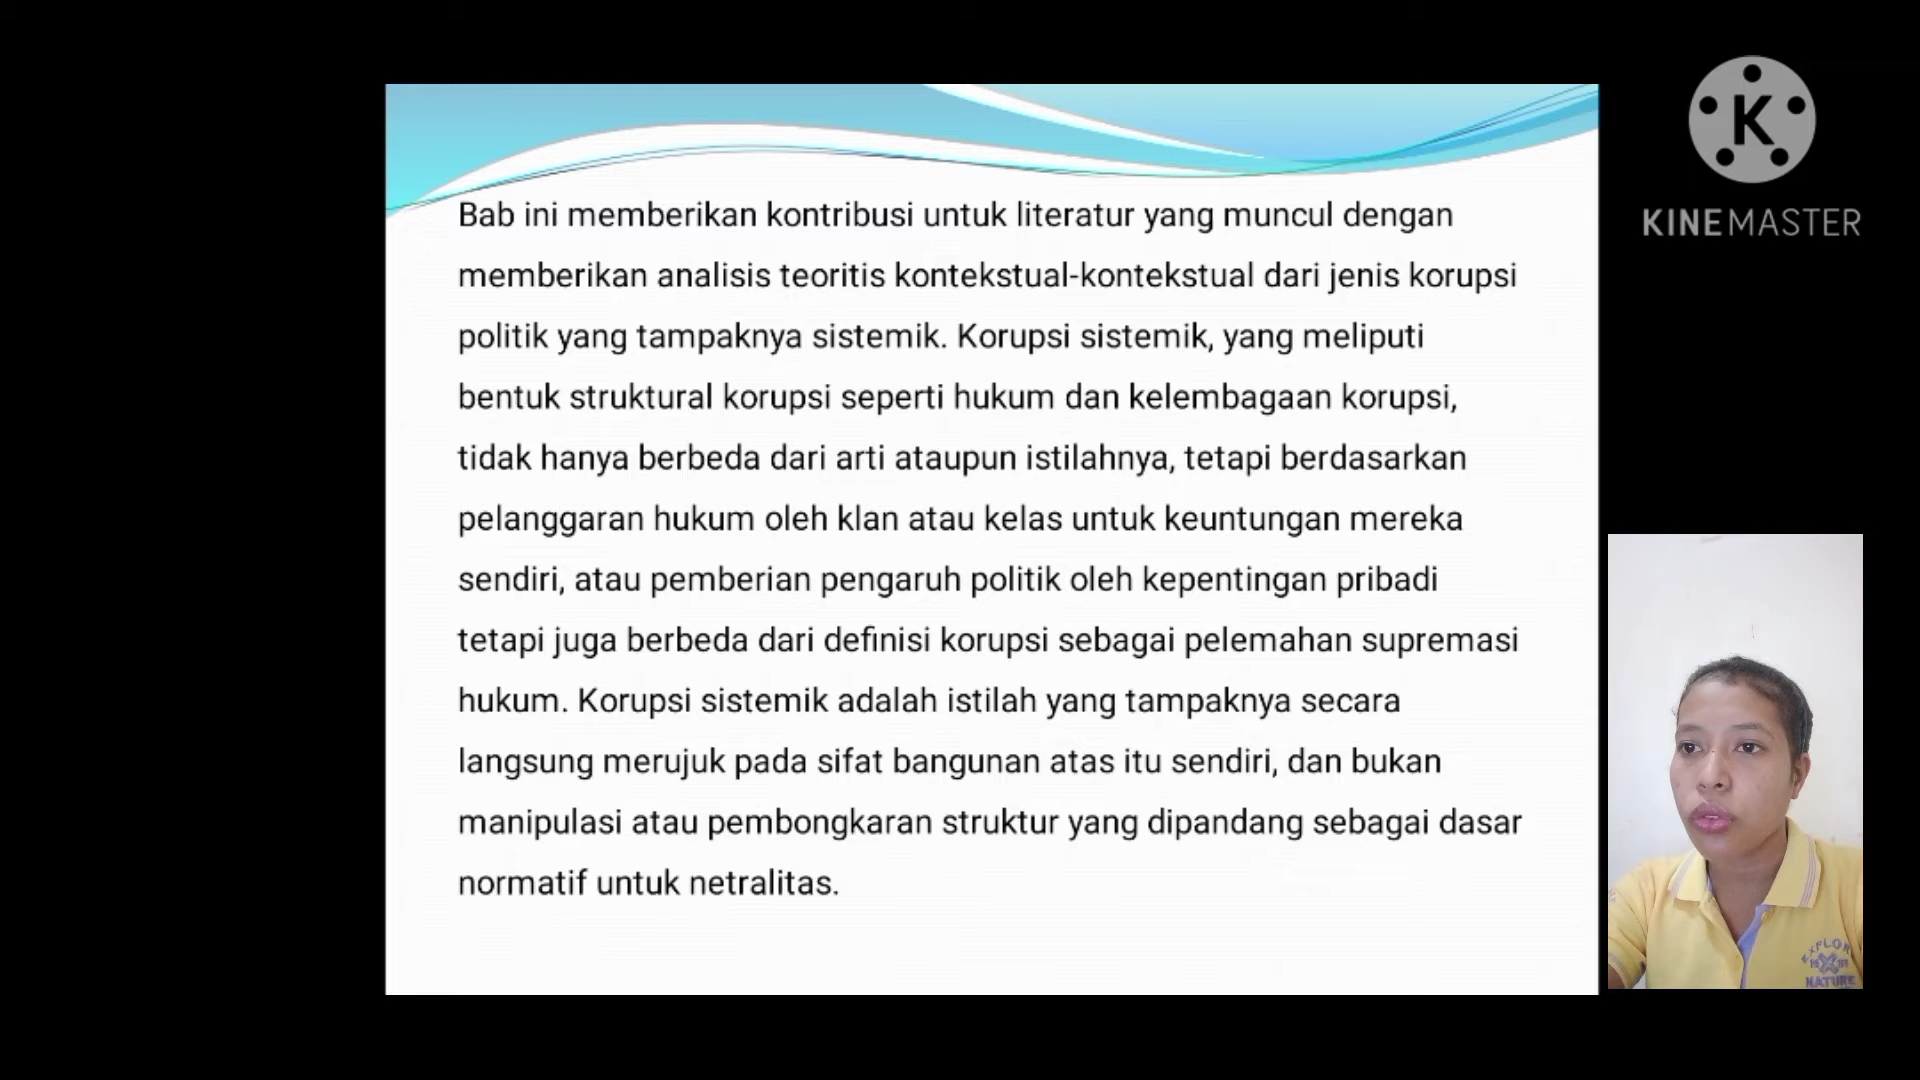 Bab ini memberikan kontribusi untuk literatur yang muncul dengan
memberikan analisis teoritis kontekstual-kontekstual dari jenis korupsi
politik yang tampaknya sistemik. Korupsi sistemik, yang meliputi
bentuk struktural korupsi seperti hukum dan kelembagaan korupsi,
tidak hanya berbeda dari arti ataupun istilahnya, tetapi berdasarkan
pelanggaran hukum oleh klan atau kelas untuk keuntungan mereka
sendiri, atau pemberian pengaruh politik oleh kepentingan pribadi
tetapi juga berbeda dari definisi korupsi sebagai pelemahan supremasi
hukum. Korupsi sistemik adalah istilah yang tampaknya secara
langsung merujuk pada sifat bangunan atas itu sendiri, dan bukan
manipulasi atau pembongkaran struktur yang dipandang sebagai dasar
normatif untuk netralitas.
K
KINEMASTER
NATURE